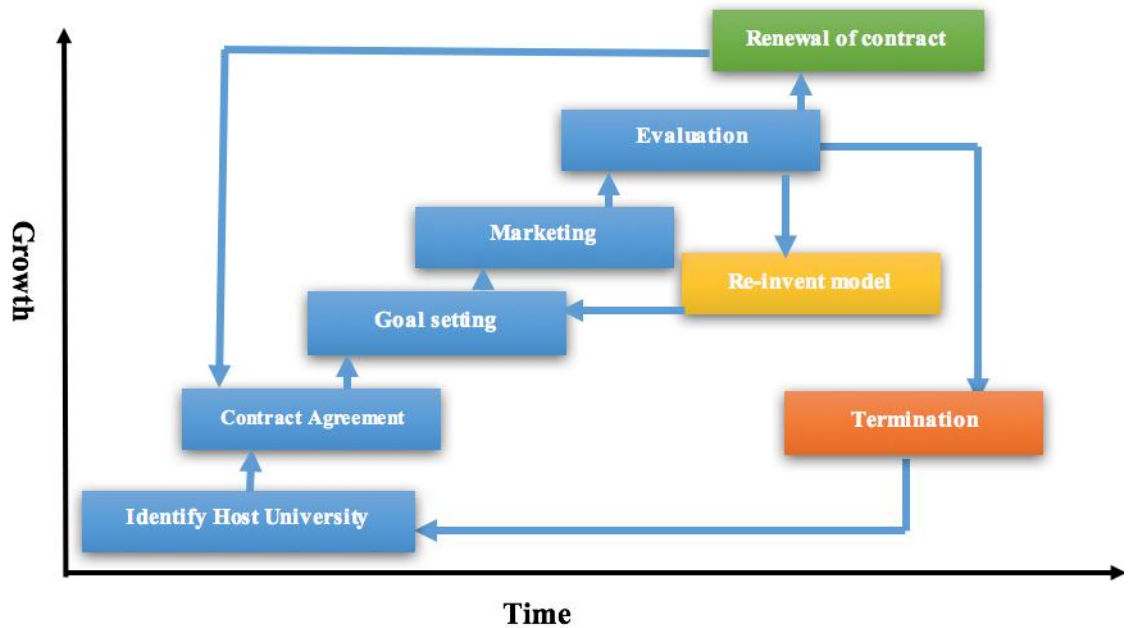 Renewal of contract
Evaluation
Marketing
Re-invent model
Goal setting
Contract Agreement
Termination
Identify Host University
Growth
Time